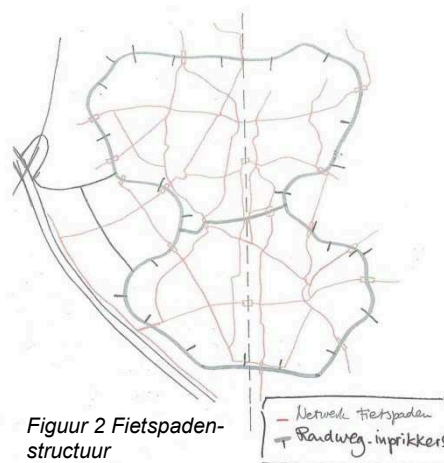 Figuur 2 Fietspaden-
structuur
Netwerk Fietspaden
Randweg-inprikkers